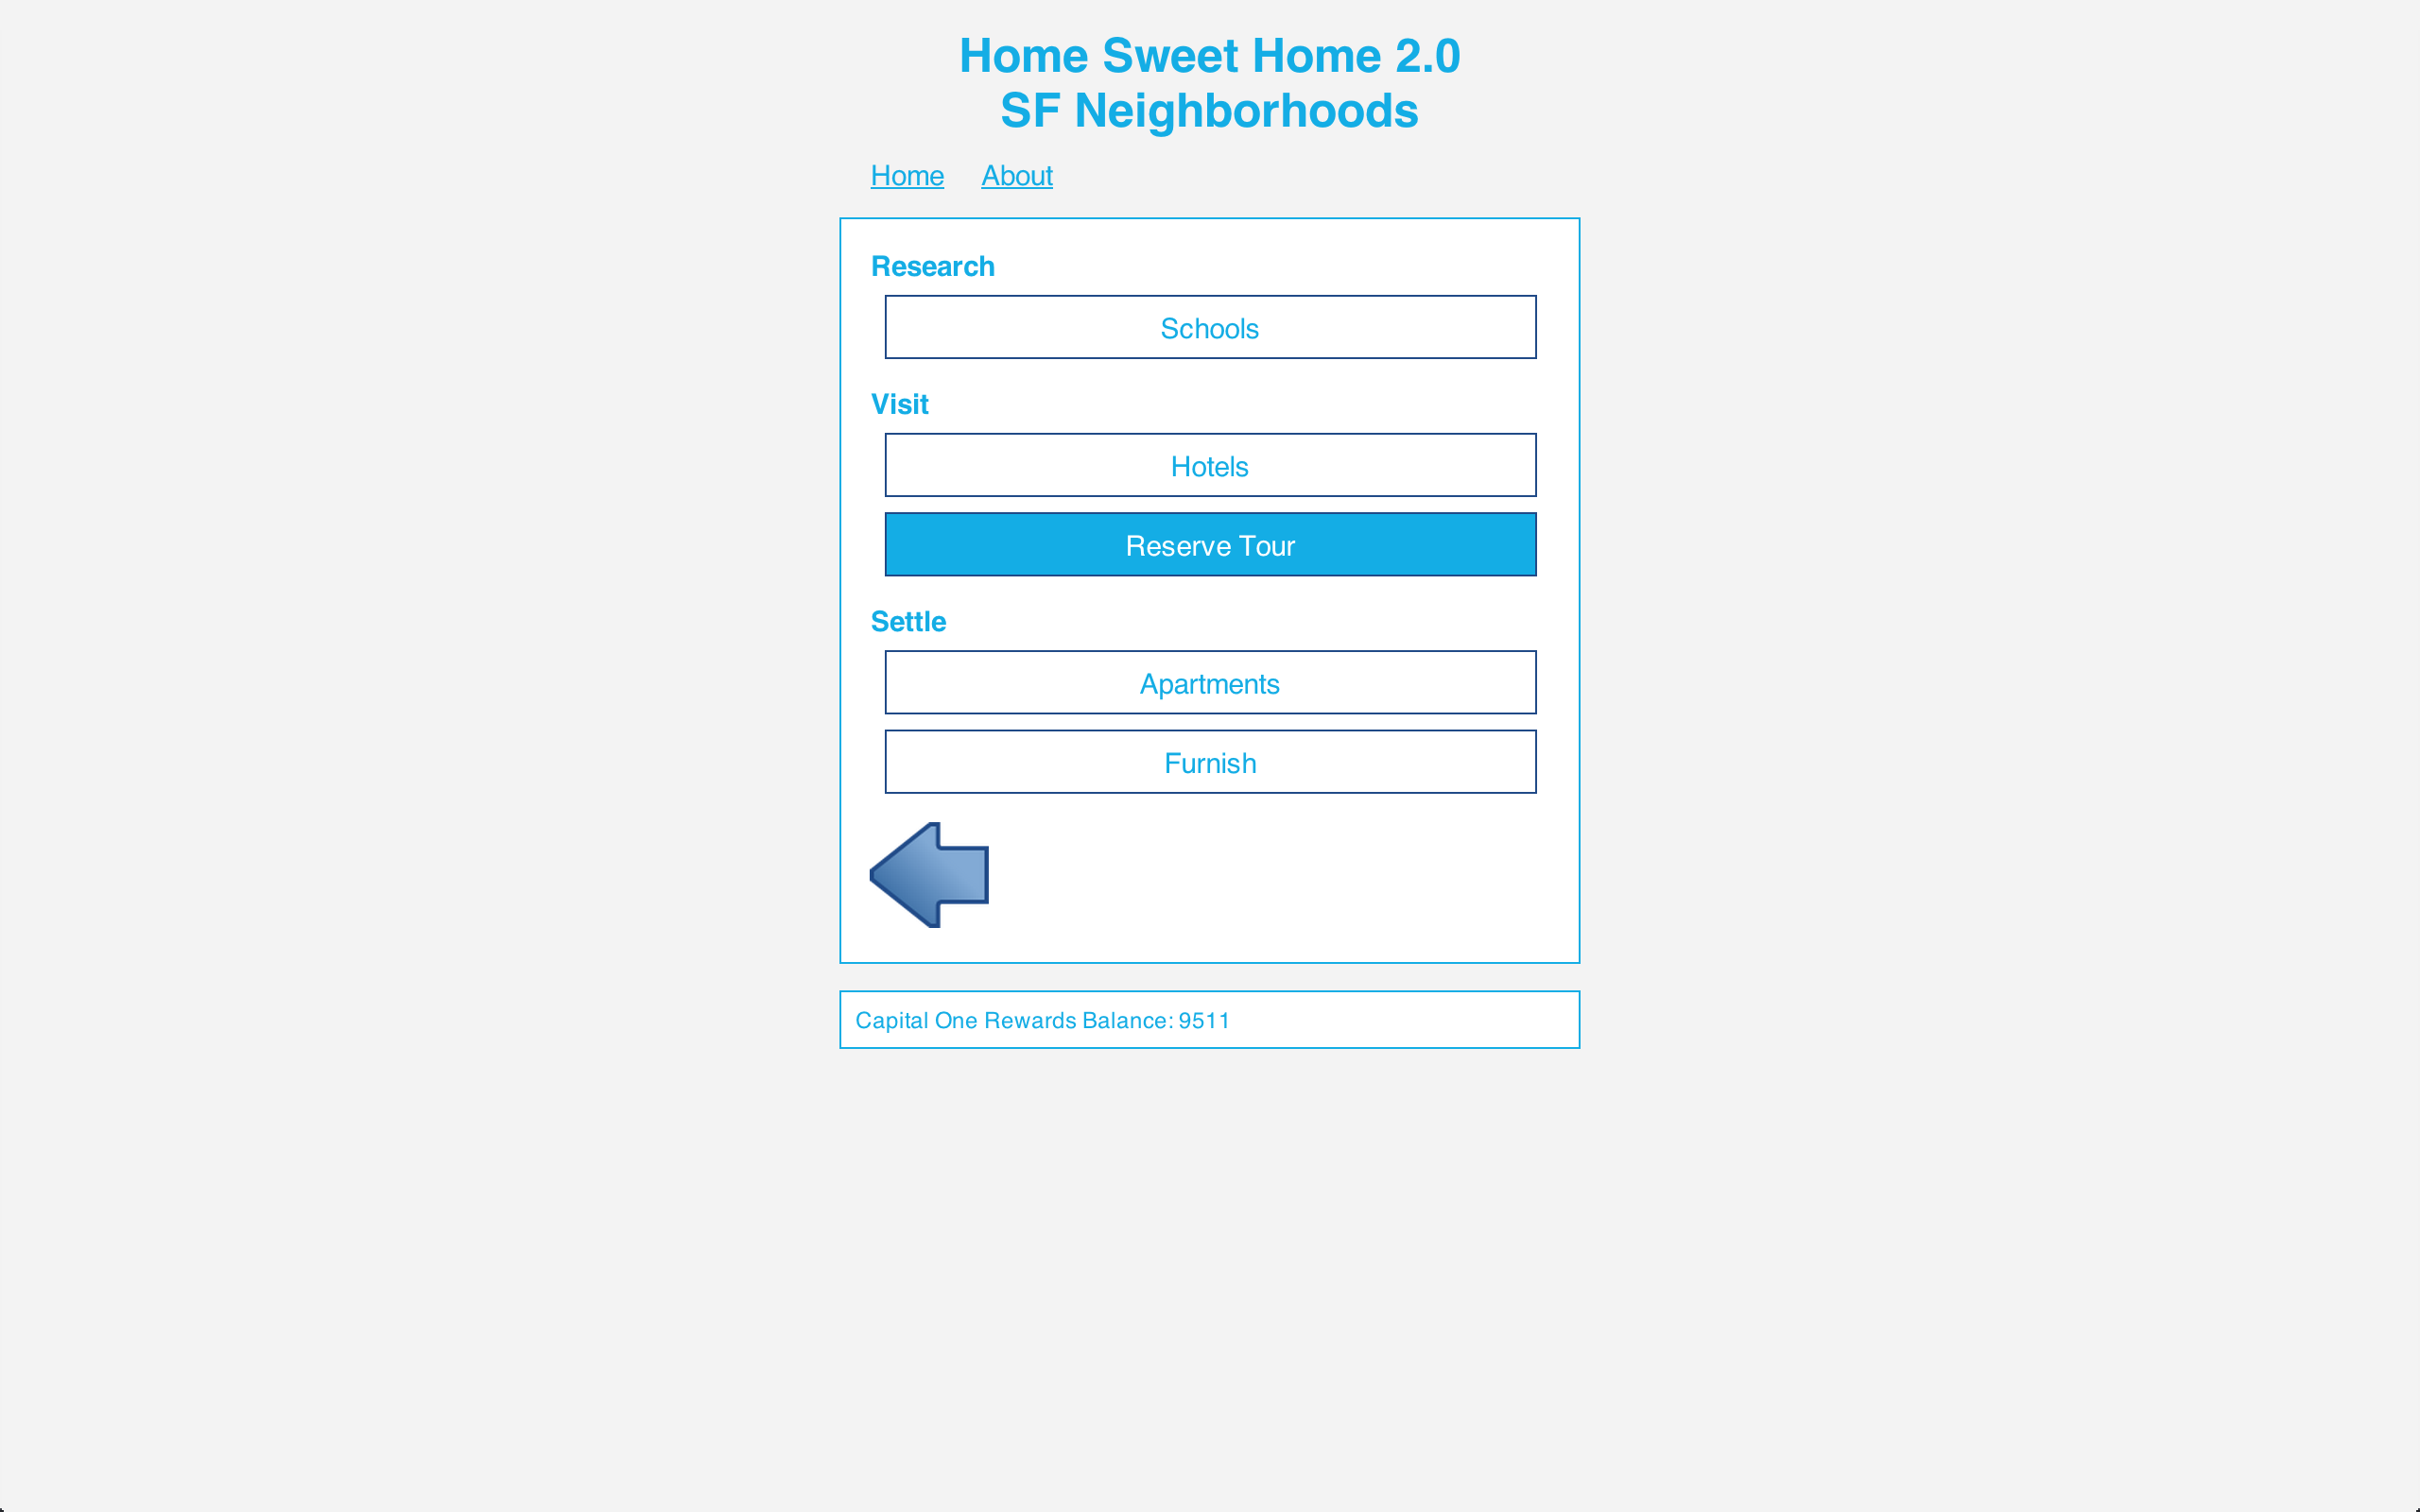 Home Sweet Home 2.0
SF Neighborhoods
Home About
Research
Schools
Visit
Hotels
Reserve Tour
Settle
Apartments
Furnish
Capital One Rewards Balance: 9511